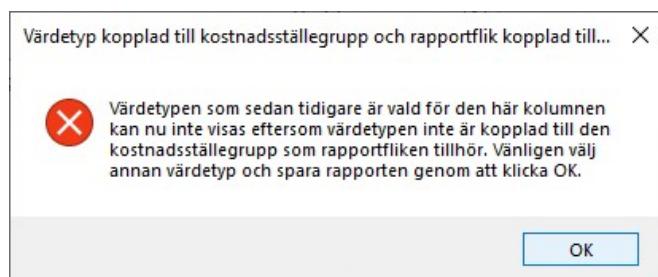 Värdetyp kopplad till kostnadsställegrupp och rapportflik kopplad till...
Värdetypen som sedan tidigare är vald för den här kolumnen
kan nu inte visas eftersom värdetypen inte är kopplad till den
kostnadsställegrupp som rapportfliken tillhör. Vänligen välj
annan värdetyp och spara rapporten genom att klicka OK.
OK